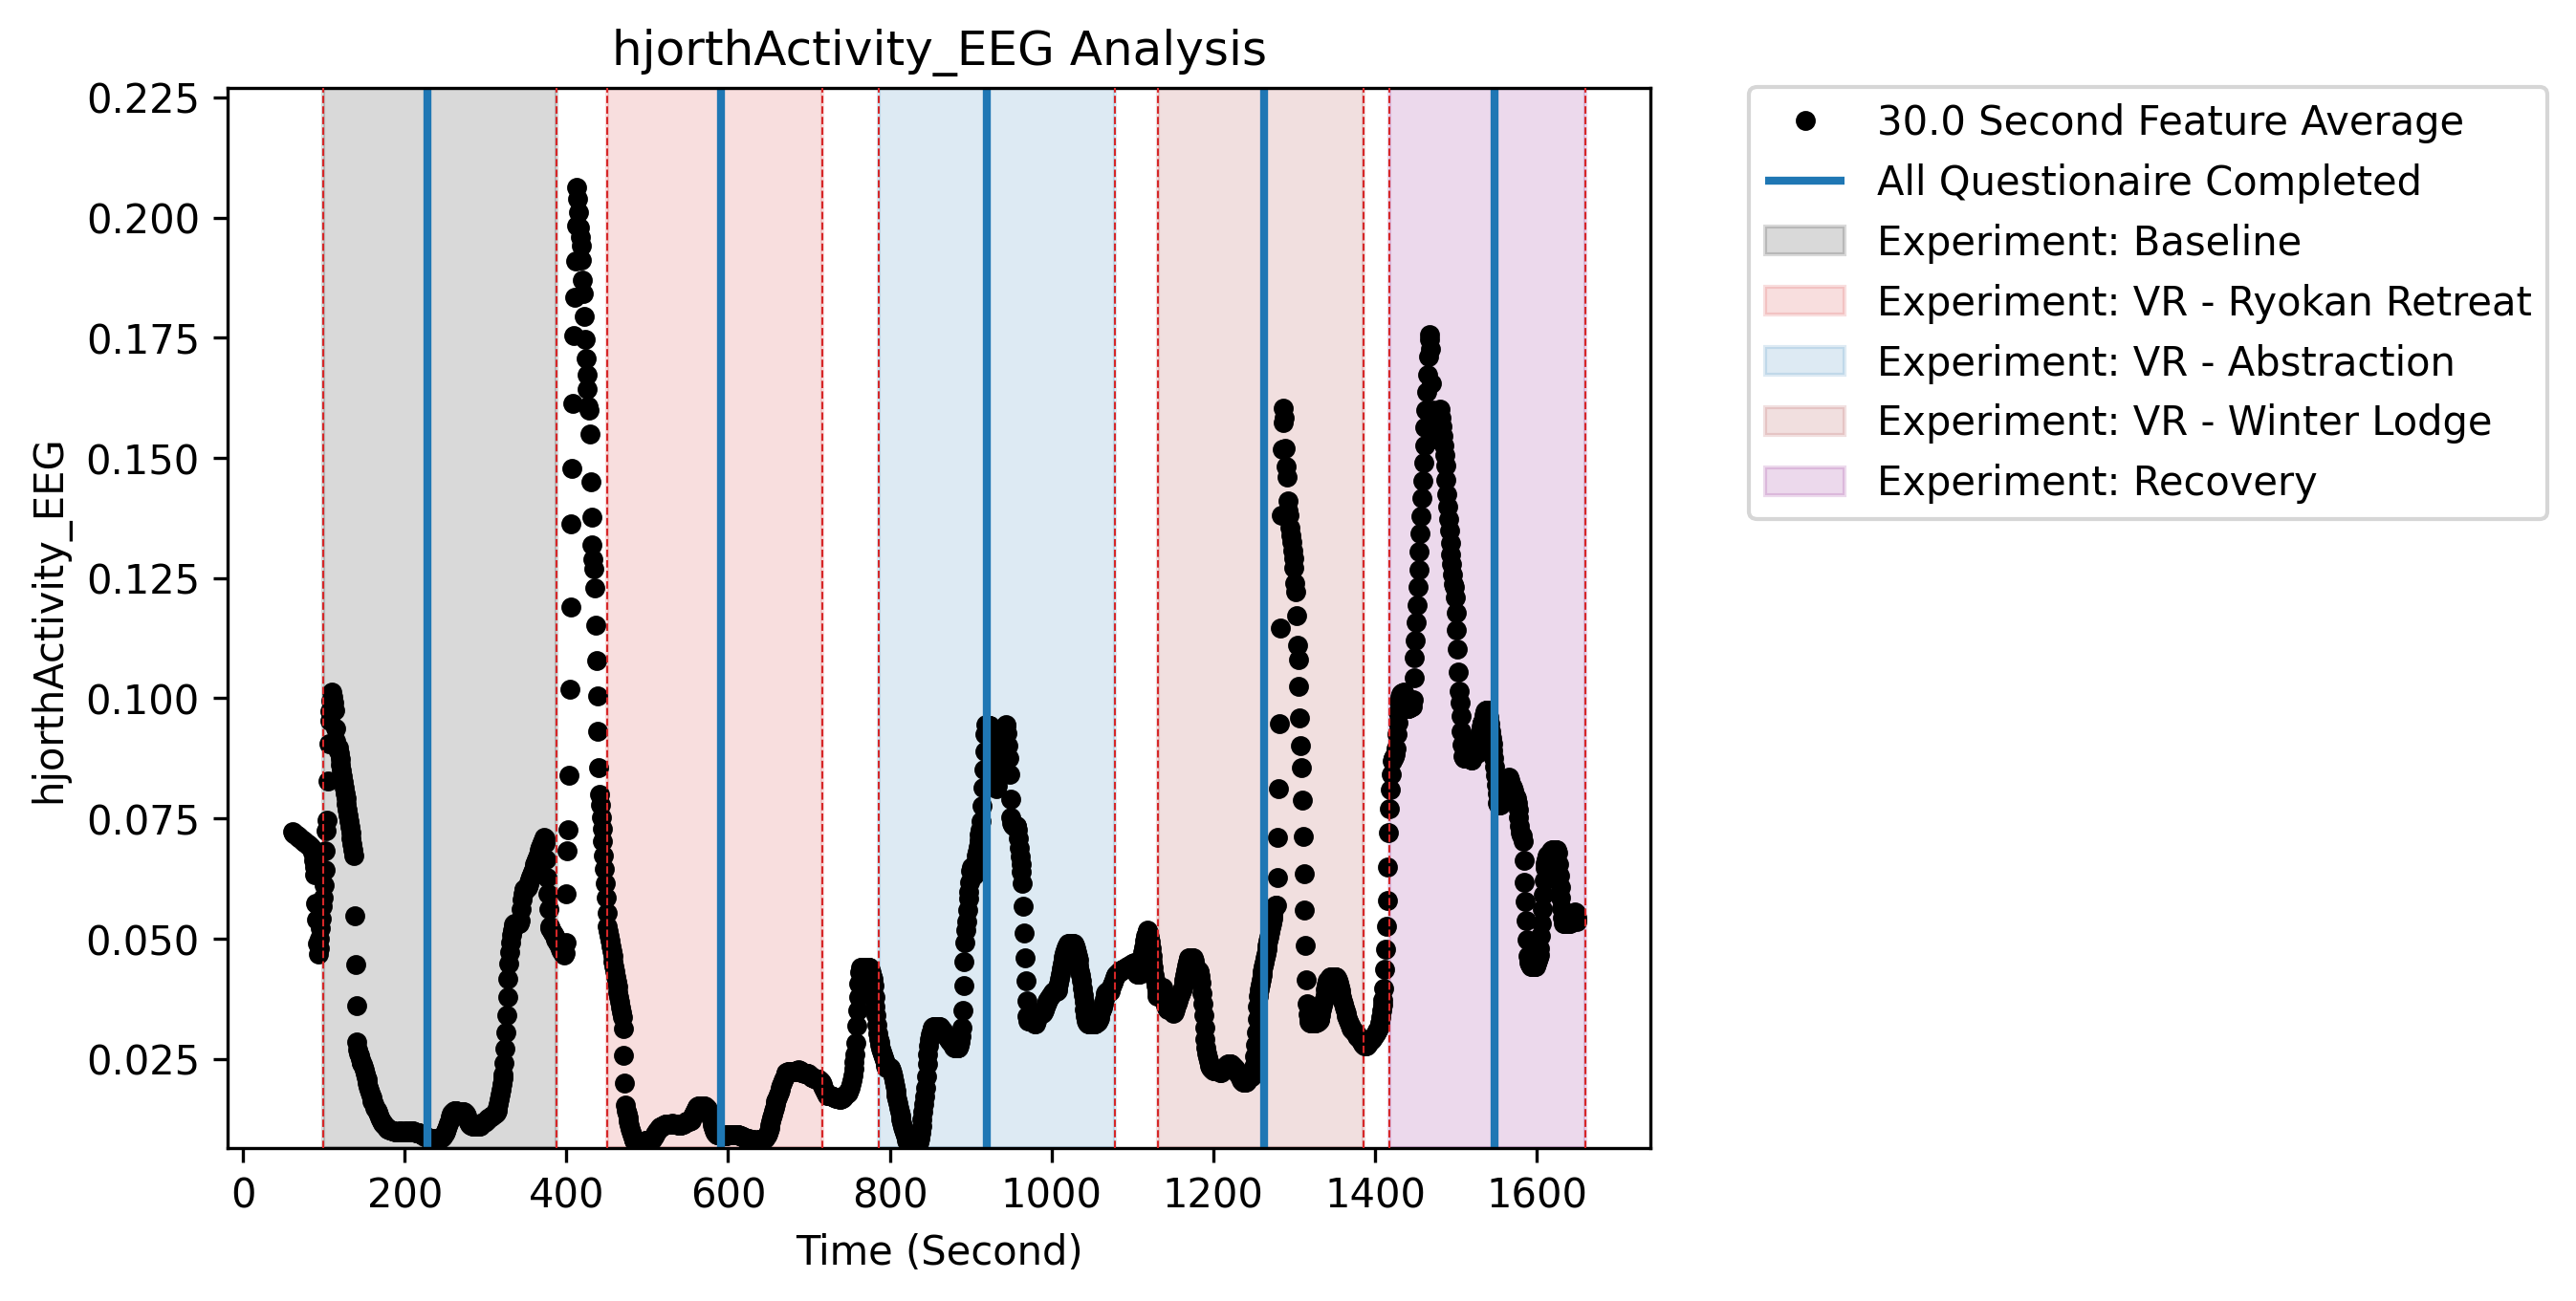 hjorthActivity_EEG Analysis
hjorthActivity_EEG
0.225
0.200
0.175
0.150
0.125
0.100
0.075
0.050
0.025
0 200 400 600 800 1000 1200 1400 1600
Time (Second)
30.0 Second Feature Average
All Questionaire Completed
Experiment: Baseline
Experiment: VR - Ryokan Retreat
Experiment: VR - Abstraction
Experiment: VR - Winter Lodge
Experiment: Recovery